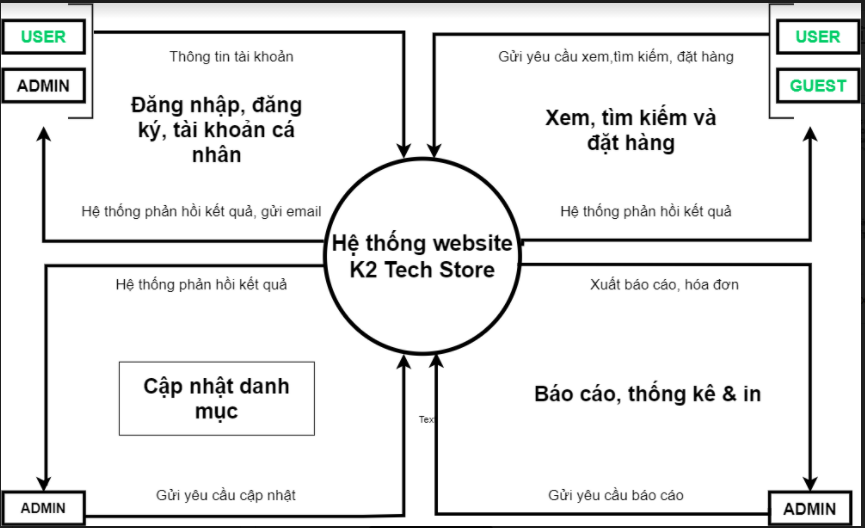 USER
ADMIN
Thông tin tài khoản
Đăng nhập, đăng
ký, tài khoản cá
nhân
Hệ thống phản hồi kết quả, gửi email
USER
GUEST
Gửi yêu cầu xem,tìm kiếm, đặt hàng
Xem, tìm kiếm và
đặt hàng
Hệ thống phản hồi kết quả
Hệ thống website
K2 Tech Store
Hệ thống phản hồi kết quả
Cập nhật danh
mục
Gửi yêu cầu cập nhật
ADMIN
Text
Xuất báo cáo, hóa đơn
Báo cáo, thống kê & in
Gửi yêu cầu báo cáo
ADMIN